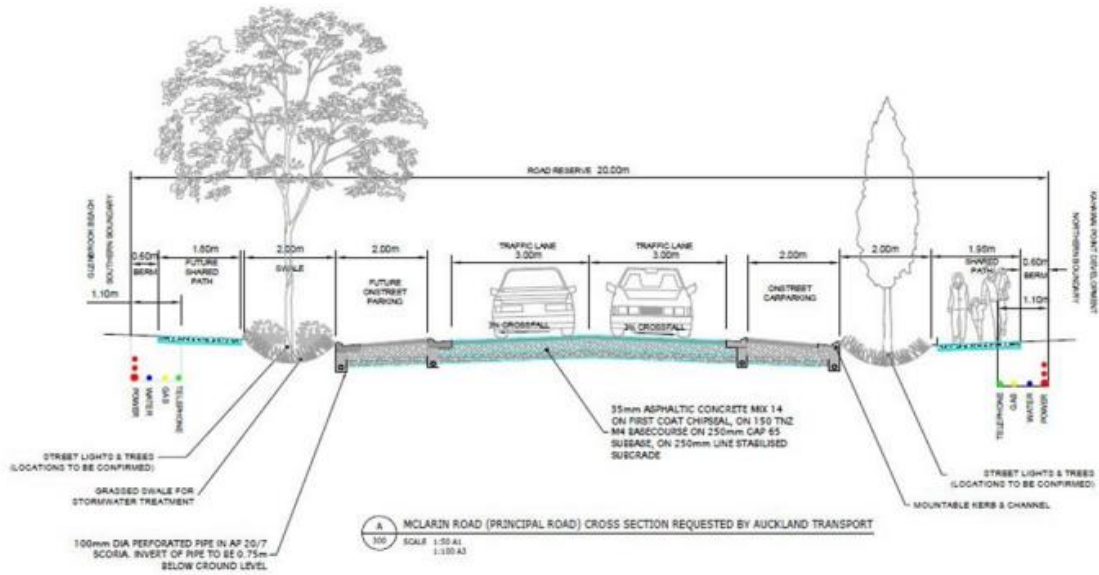 ROAD RESERVE 20.00m
GLENBROOK BEACH
SOUTHERN BOUNDARY
0.60m
BERM
1.10m
1.80m
FUTURE
SHARED
PATH
2.00m
SWALE
2.00m
FUTURE
ONSTREET
PARKING
TRAFFIC LANE
3.00m
TRAFFIC LANE
3.00m
2.00m
ONSTREET
CARPARKING
2.00m
1.95m
SHARED
PATH
0.60m
BERM
1.10m
NORTHERN BOUNDARY
3% CROSSFALL
3% CROSSFALL
POWER
WATER
GAS
TELEPHONE
TELEPHONE
GAS
WATER
POWER
35mm ASPHALTIC CONCRETE MIX 14
ON FIRST COAT CHIPSEAL, ON 150 TNZ
M4 BASECOURSE ON 250mm GAP 65
SUBBASE, ON 250mm LIME STABILISED
SUBGRADE
STREET LIGHTS & TREES
(LOCATIONS TO BE CONFIRMED)
GRASSED SWALE FOR
STORMWATER TREATMENT
100mm DIA PERFORATED PIPE IN AP 20/7
SCORIA. INVERT OF PIPE TO BE 0.75m
BELOW GROUND LEVEL
STREET LIGHTS & TREES
(LOCATIONS TO BE CONFIRMED)
MOUNTABLE KERB & CHANNEL
A
300
MCLARIN ROAD (PRINCIPAL ROAD) CROSS SECTION REQUESTED BY AUCKLAND TRANSPORT
SCALE 1:50 A1
1:100 A3